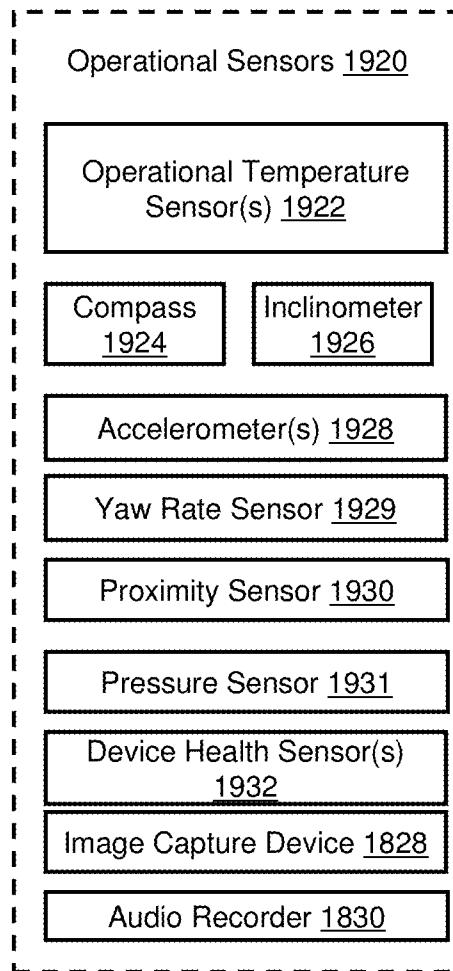 Operational Sensors 1920
Operational Temperature
Sensor(s) 1922
Compass
1924
Inclinometer
1926
Accelerometer(s) 1928
Yaw Rate Sensor 1929
Proximity Sensor 1930
Pressure Sensor 1931
Device Health Sensor(s)
1932
Image Capture Device 1828
Audio Recorder 1830